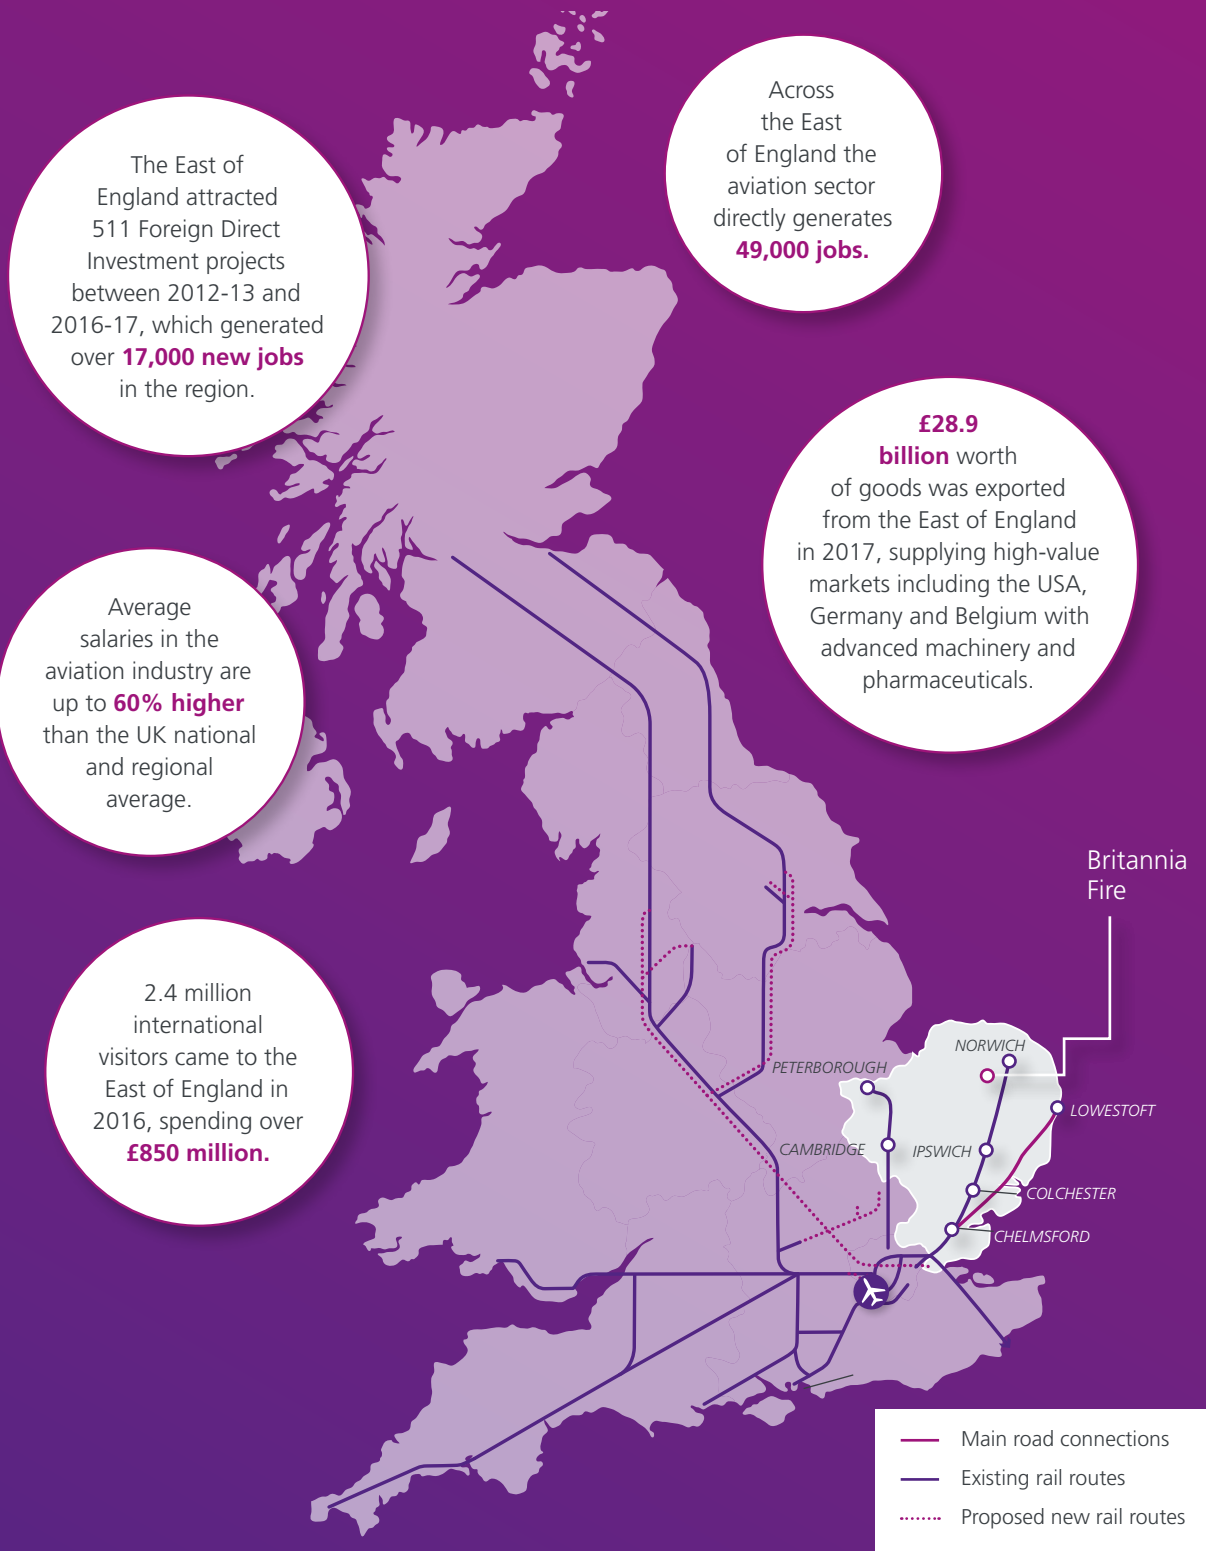 Across
the East
of England the
aviation sector
directly generates
49,000 jobs.
The East of
England attracted
511 Foreign Direct
Investment projects
between 2012-13 and
2016-17, which generated
over 17,000 new jobs
in the region.
£28.9
billion worth
of goods was exported
from the East of England
in 2017, supplying high-value
markets including the USA,
Germany and Belgium with
advanced machinery and
pharmaceuticals.
Average
salaries in the
aviation industry are
up to 60% higher
than the UK national
and regional
average.
Britannia
Fire
2.4 million
international
visitors came to the
East of England in
2016, spending over
£850 million.
NORWICH
PETERBOROUGH
LOWESTOFT
CAMBRIDGE
IPSWICH
COLCHESTER
CHELMSFORD
Main road connections
Existing rail routes
Proposed new rail routes